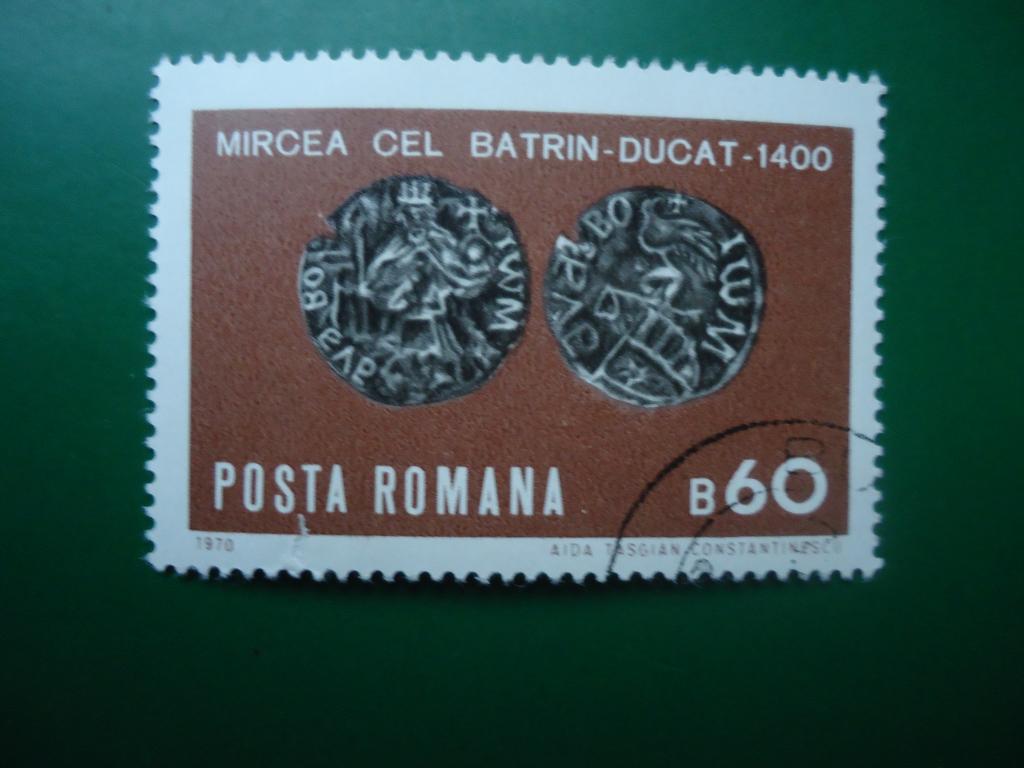 MIRCEA CEL BATRIN-DUCAT-1400
POSTA ROMANA
B60
1970
AIDA TASGIAN-CONSTANTINESCU